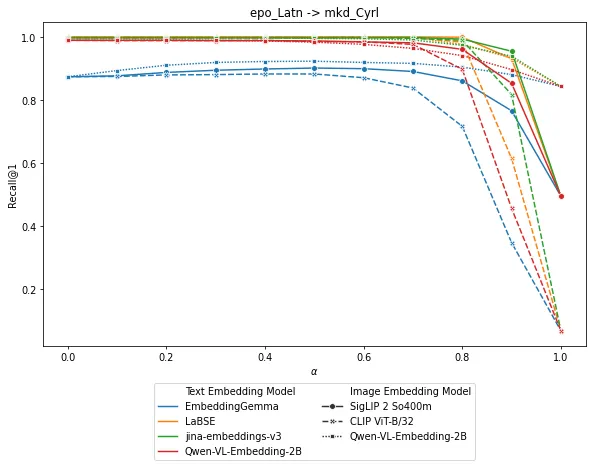 epo_Latn -> mkd_Cyrl
Recall@1
1.0
0.8
0.6
0.4
0.2
0.0 0.2 0.4 0.6 0.8 1.0
α
Text Embedding Model
EmbeddingGemma
LaBSE
jina-embeddings-v3
Qwen-VL-Embedding-2B
Image Embedding Model
SigLIP 2 So400m
CLIP ViT-B/32
Qwen-VL-Embedding-2B